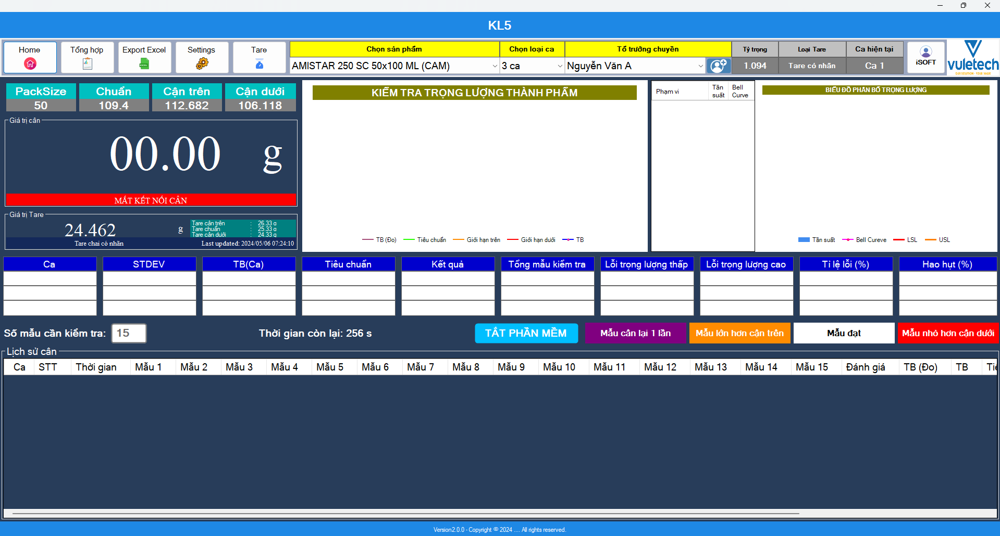 KL5
Home
Tổng hợp
Export Excel
Settings
Tare
Chọn sản phẩm
Chọn loại ca
Tổ trưởng chuyền
Tỷ trọng
Loại Tare
Ca hiện tại
AMISTAR 250 SC 50x100 ML (CAM)
3 ca
Nguyễn Văn A
1.094
Tare có nhãn
Ca 1
iSOFT
vuletech
OUR SOLUTION - YOUR VALUE
PackSize
Chuẩn
Cận trên
Cận dưới
50
109.4
112.682
106.118
Giá trị cân
00.00 g
MẤT KẾT NỐI CÂN
Giá trị Tare
24.462 g
Tare cận trên : 26.33 g
Tare chuẩn : 25.33 g
Tare cận dưới : 24.33 g
Tare chai có nhãn
Last updated: 2024/05/06 07:24:10
KIỂM TRA TRỌNG LƯỢNG THÀNH PHẨM
TB (Đo)
Tiêu chuẩn
Giới hạn trên
Giới hạn dưới
TB
Phạm vi
Tần suất
Bell Curve
BIỂU ĐỒ PHÂN BỐ TRỌNG LƯỢNG
Tần suất
Bell Cureve
LSL
USL
Ca
STDEV
TB(Ca)
Tiêu chuẩn
Kết quả
Tổng mẫu kiểm tra
Lỗi trọng lượng thấp
Lỗi trọng lượng cao
Tỉ lệ lỗi (%)
Hao hụt (%)
Số mẫu cần kiểm tra: 15
Thời gian còn lại: 256 s
TẮT PHẦN MỀM
Mẫu cân lại 1 lần
Mẫu lớn hơn cận trên
Mẫu đạt
Mẫu nhỏ hơn cận dưới
Lịch sử cân
Ca
STT
Thời gian
Mẫu 1
Mẫu 2
Mẫu 3
Mẫu 4
Mẫu 5
Mẫu 6
Mẫu 7
Mẫu 8
Mẫu 9
Mẫu 10
Mẫu 11
Mẫu 12
Mẫu 13
Mẫu 14
Mẫu 15
Đánh giá
TB (Đo)
TB
Version2.0.0 - Copyright © 2024 .... All rights reserved.